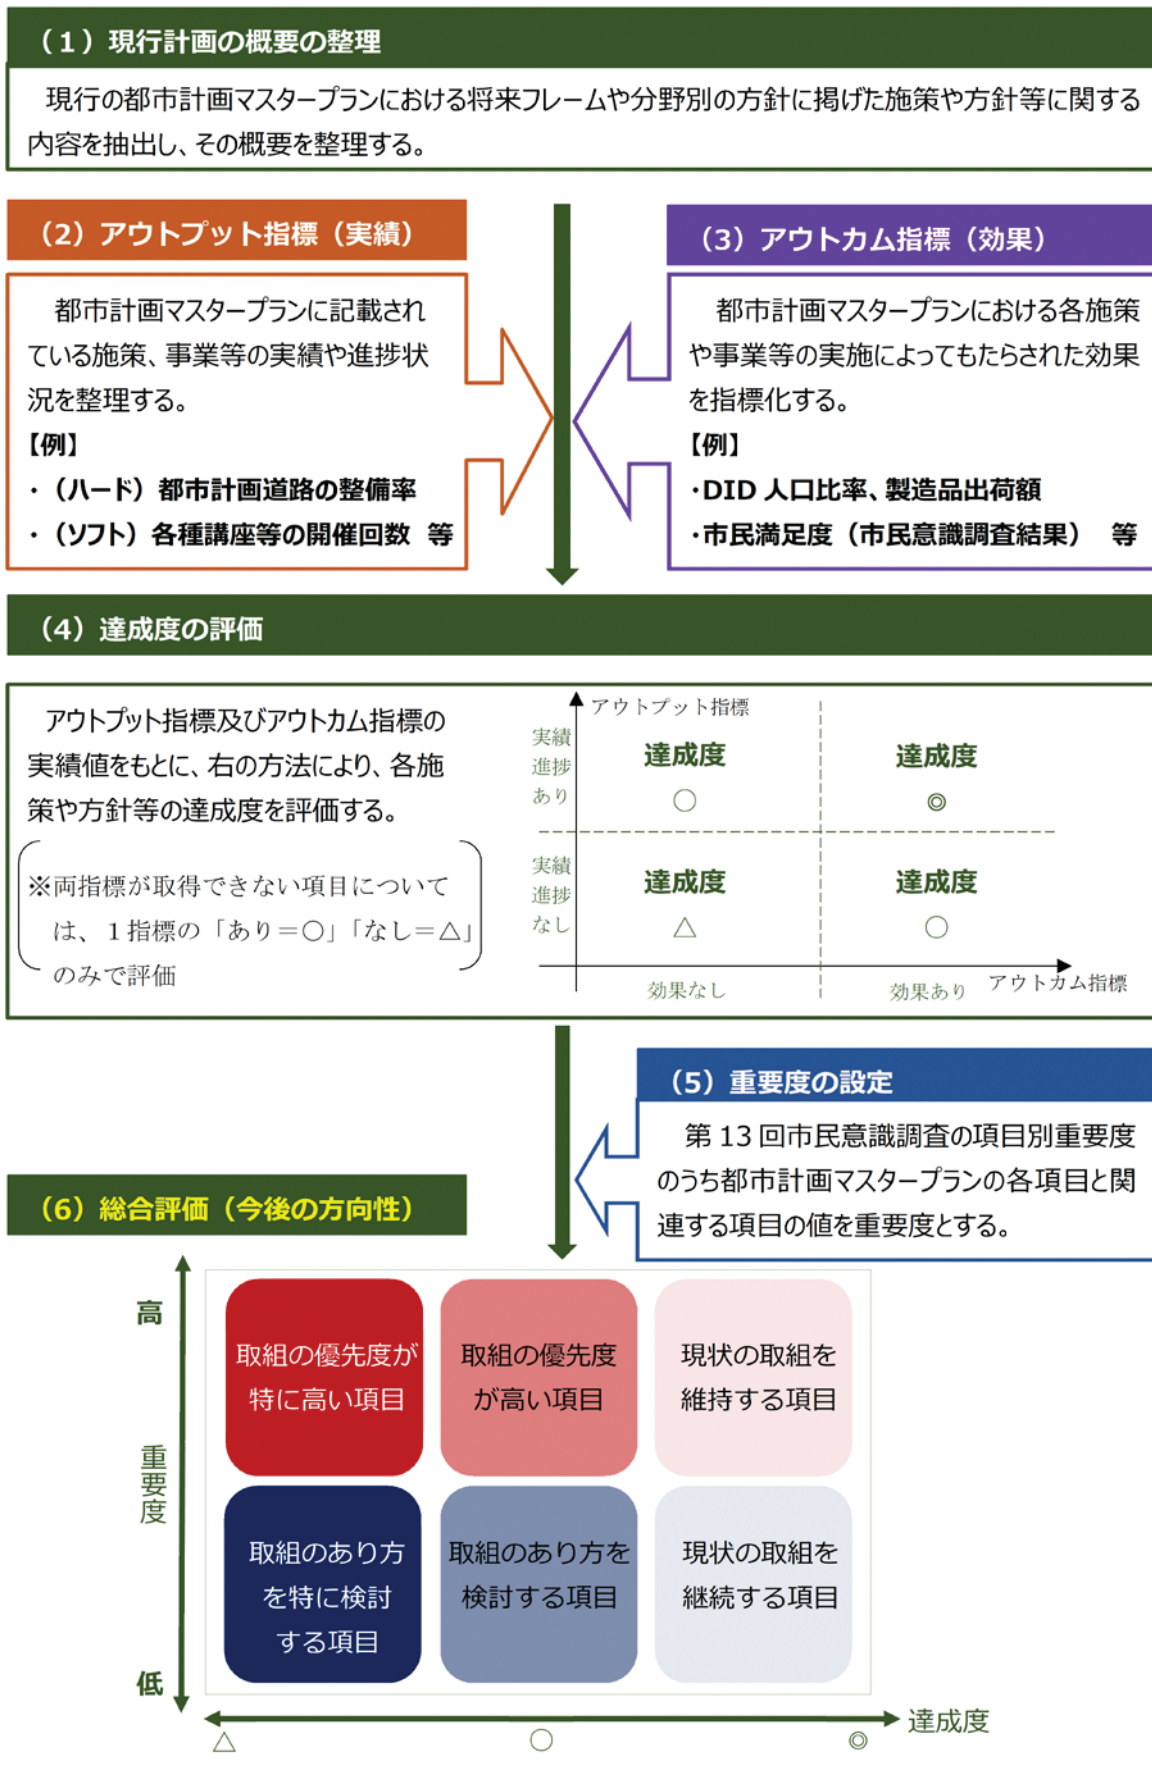 （１）現行計画の概要の整理
現行の都市計画マスタープランにおける将来フレームや分野別の方針に掲げた施策や方針等に関する
内容を抽出し、その概要を整理する。
（2）アウトプット指標（実績）
都市計画マスタープランに記載され
ている施策、事業等の実績や進捗状
況を整理する。
【例】
・（ハード）都市計画道路の整備率
・（ソフト）各種講座等の開催回数 等
（3）アウトカム指標（効果）
都市計画マスタープランにおける各施策
や事業等の実施によってもたらされた効果
を指標化する。
【例】
・DID 人口比率、製造品出荷額
・市民満足度（市民意識調査結果） 等
（4）達成度の評価
アウトプット指標及びアウトカム指標の
実績値をもとに、右の方法により、各施
策や方針等の達成度を評価する。
※両指標が取得できない項目について
は、１指標の「あり＝○」「なし＝△」
のみで評価
アウトプット指標
実績
進捗
あり
達成度
○
達成度
◎
実績
進捗
なし
達成度
△
達成度
○
効果なし
効果あり
アウトカム指標
（5）重要度の設定
第 13 回市民意識調査の項目別重要度
のうち都市計画マスタープランの各項目と関
連する項目の値を重要度とする。
（6）総合評価（今後の方向性）
高
重要度
低
取組の優先度が
特に高い項目
取組の優先度
が高い項目
現状の取組を
維持する項目
取組のあり方
を特に検討
する項目
取組のあり方を
検討する項目
現状の取組を
継続する項目
達成度
△
○
◎